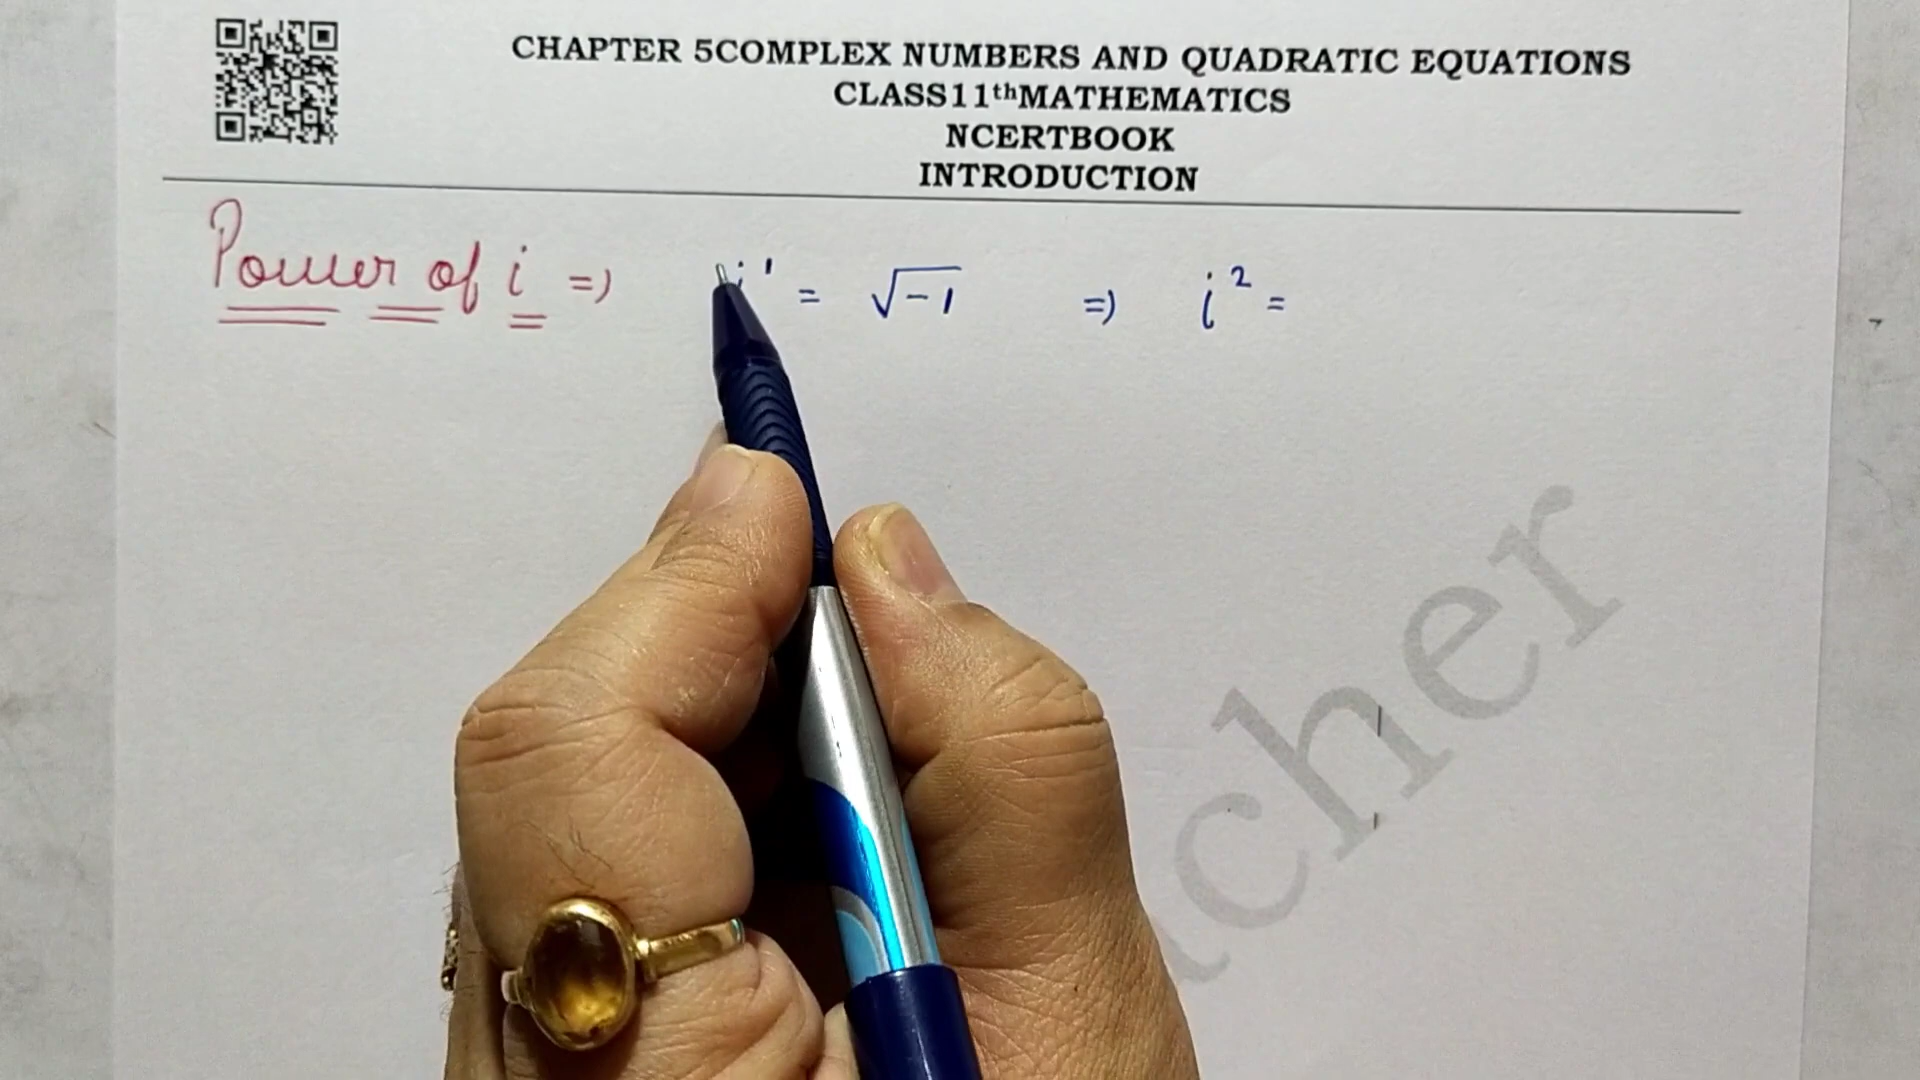 CHAPTER 5COMPLEX NUMBERS AND QUADRATIC EQUATIONS
CLASS11thMATHEMATICS
NCERTBOOK
INTRODUCTION
Power of i => i¹ = √-1 => i² =
cher